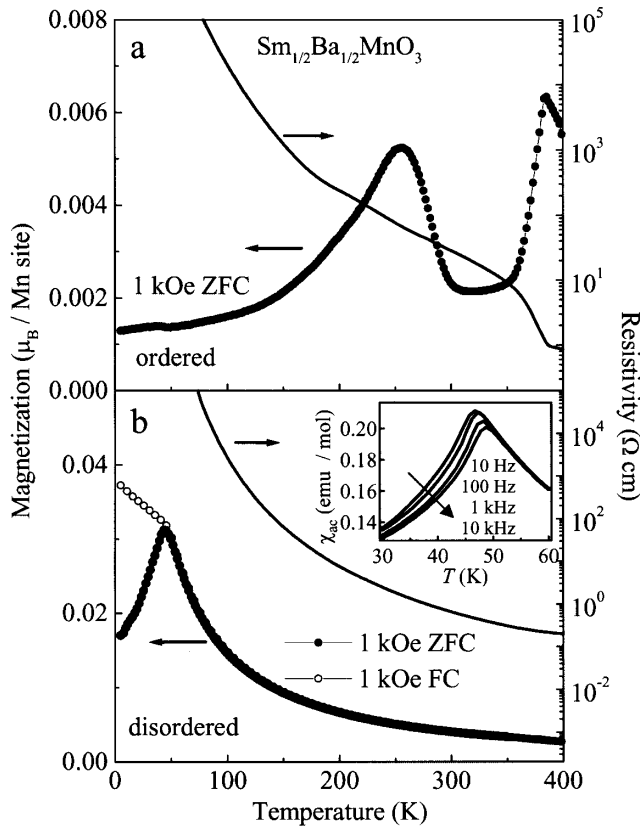 a
Sm1/2Ba1/2MnO3
0.008
0.006
0.004
0.002
0.000
10^5
10^3
10^1
1 kOe ZFC
ordered
Magnetization (μB / Mn site)
Resistivity (Ω cm)
b
0.04
0.02
0.00
10^4
10^2
10^0
10^-2
10^-4
χac (emu / mol)
0.20
0.18
0.16
0.14
10 Hz
100 Hz
1 kHz
10 kHz
30 40 50 60
T (K)
1 kOe ZFC
1 kOe FC
disordered
0 100 200 300 400
Temperature (K)